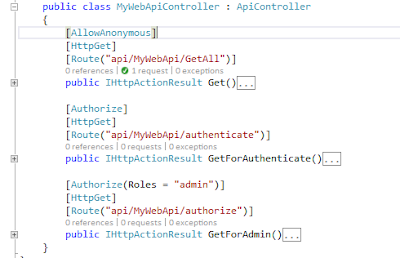 public class MyWebApiController : ApiController
{
[AllowAnonymous]
[HttpGet]
[Route("api/MyWebApi/GetAll")]
0 references | 1 request | 0 exceptions
public IHttpActionResult Get()...
[Authorize]
[HttpGet]
[Route("api/MyWebApi/authenticate")]
0 references | 0 requests | 0 exceptions
public IHttpActionResult GetForAuthenticate()...
[Authorize(Roles = "admin")]
[HttpGet]
[Route("api/MyWebApi/authorize")]
0 references | 0 requests | 0 exceptions
public IHttpActionResult GetForAdmin()...
}